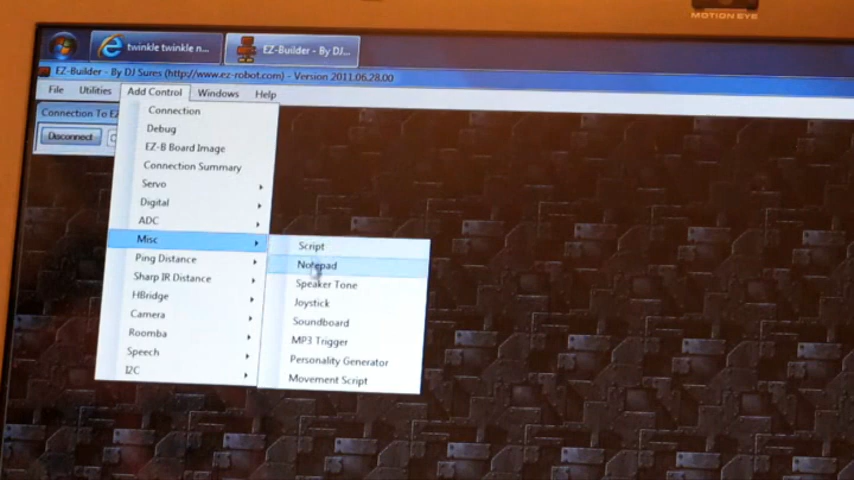 MOTION EYE
twinkle twinkle n...
EZ-Builder - By DJ...
EZ-Builder - By DJ Sures (http://www.ez-robot.com) - Version 2011.06.28.00
File Utilities Add Control Windows Help
Connection To EZ
Disconnect
Connection
Debug
EZ-B Board Image
Connection Summary
Servo
Digital
ADC
Misc
Ping Distance
Sharp IR Distance
HBridge
Camera
Roomba
Speech
I2C
Script
Notepad
Speaker Tone
Joystick
Soundboard
MP3 Trigger
Personality Generator
Movement Script